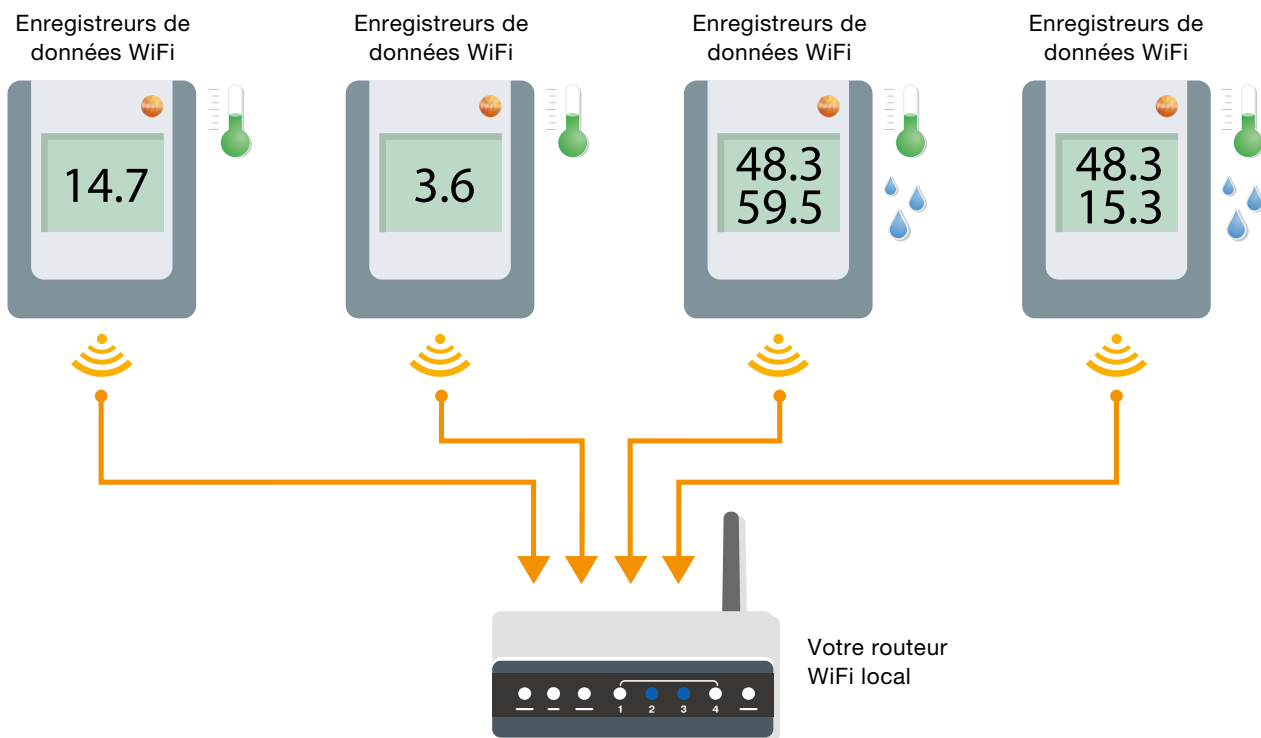 Enregistreurs de
données WiFi
Enregistreurs de
données WiFi
Enregistreurs de
données WiFi
Enregistreurs de
données WiFi
14.7
3.6
48.3
59.5
48.3
15.3
Votre routeur
WiFi local
1 2 3 4